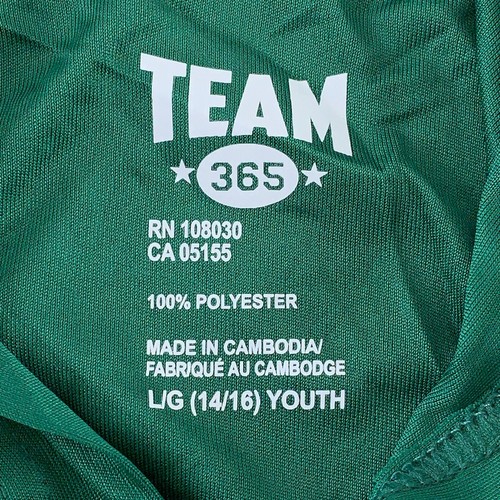 TEAM
365
RN 108030
CA 05155
100% POLYESTER
MADE IN CAMBODIA/
FABRIQUÉ AU CAMBODGE
L/G (14/16) YOUTH